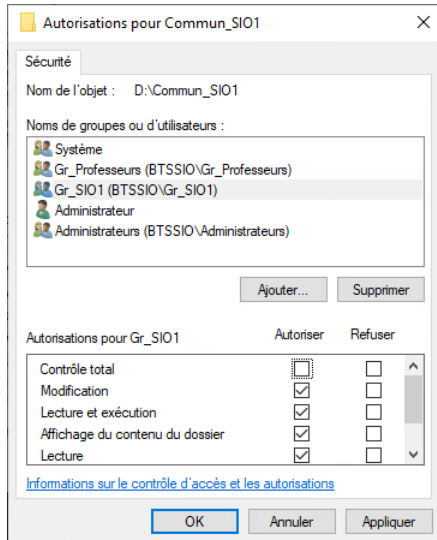 Autorisations pour Commun_SIO1
Sécurité
Nom de l'objet : D:\Commun_SIO1
Noms de groupes ou d'utilisateurs :
Système
Gr_Professeurs (BTSSIO\Gr_Professeurs)
Gr_SIO1 (BTSSIO\Gr_SIO1)
Administrateur
Administrateurs (BTSSIO\Administrateurs)
Ajouter... Supprimer
Autorisations pour Gr_SIO1 Autoriser Refuser
Contrôle total
Modification
Lecture et exécution
Affichage du contenu du dossier
Lecture
Informations sur le contrôle d'accès et les autorisations
OK Annuler Appliquer